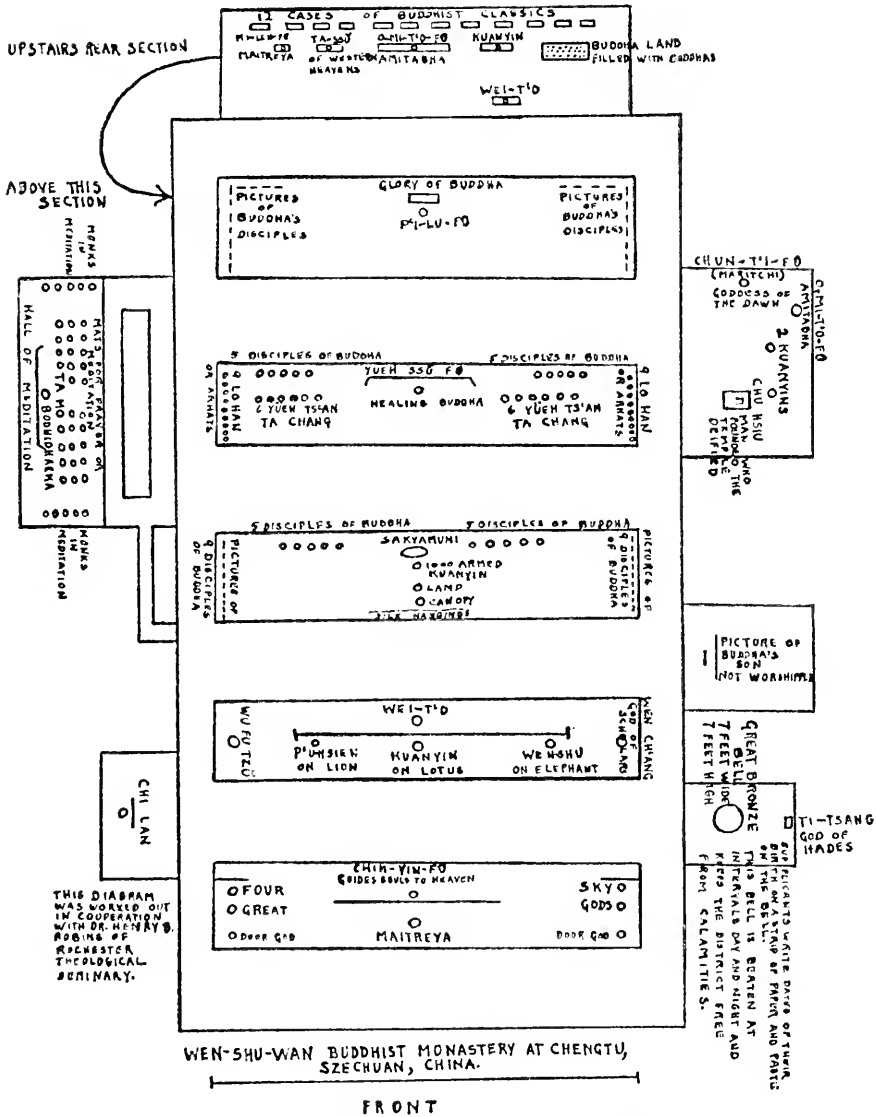 12 CASES OF BUDDHIST CLASSICS
UPSTAIRS REAR SECTION
MI-LEH-FO
MAITREYA
TA-SSU
OF WESTERN
HEAVENS
O-MI-T'O-FO
AMITABHA
KUANYIN
BUDDHA LAND
FILLED WITH BUDDHAS
WEI-T'O
ABOVE THIS
SECTION
GLORY OF BUDDHA
P'I-LU-FO
PICTURES
OF
BUDDHA'S
DISCIPLES
PICTURES
OF
BUDDHA'S
DISCIPLES
MONKS
IN
MEDITATION
MATS FOR PRAYER OR
MEDITATION
TA MO
BODHIDHARMA
HALL OF MEDITATION
MONKS
IN
MEDITATION
CHUN-T'I-FO
(MARITCHI)
GODDESS OF
THE DAWN
O-MI-TO-FO
AMITABHA
2 KUANYINS
CHU HSIU
MAN WHO
FOUNDED THE
TEMPLE
DEIFIED
5 DISCIPLES OF BUDDHA
YUEH SSU FO
5 DISCIPLES OF BUDDHA
9 LO HAN
OR ARHATS
6 YUEH TS'AN
TA CHANG
HEALING BUDDHA
6 YUEH TS'AN
TA CHANG
9 LO HAN
OR ARHATS
5 DISCIPLES OF BUDDHA
SAKYAMUNI
5 DISCIPLES OF BUDDHA
PICTURES OF
9 DISCIPLES
OF BUDDHA
1000 ARMED
KUANYIN
LAMP
CANOPY
SILK HANGINGS
PICTURES OF
9 DISCIPLES
OF BUDDHA
PICTURE OF
BUDDHA'S
SON
NOT WORSHIPPED
WU FU TZŬ
WEI-T'O
P'UHSIEN
ON LION
KUANYIN
ON LOTUS
WENSHU
ON ELEPHANT
WEN CHUANG
GOD OF
SCHOLARS
CHI LAN
GREAT BRONZE
BELL
7 FEET WIDE
7 FEET HIGH
TI-TSANG
GOD OF
HADES
SUPPLICANTS WRITE DATES OF THEIR
BIRTH ON A STRIP OF PAPER AND PASTE
ON THE BELL.
THIS BELL IS BEATEN AT
INTERVALS DAY AND NIGHT AND
KEEPS THE DISTRICT FREE
FROM CALAMITIES.
CHIH-YIN-FO
GUIDES SOULS TO HEAVEN
FOUR
GREAT
DOOR GOD
MAITREYA
SKY
GODS
DOOR GOD
THIS DIAGRAM
WAS WORKED OUT
IN COOPERATION
WITH DR. HENRY B.
ROBINS OF
ROCHESTER
THEOLOGICAL
SEMINARY.
WEN-SHU-WAN BUDDHIST MONASTERY AT CHENGTU,
SZECHUAN, CHINA.
FRONT